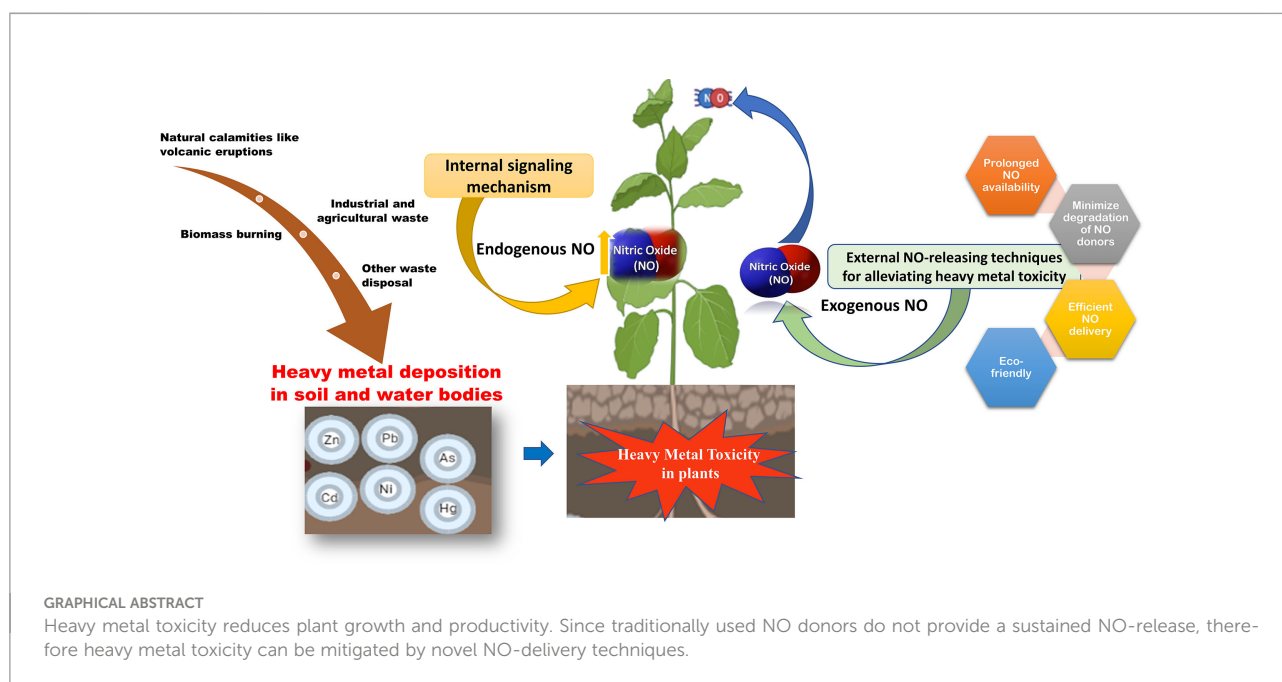 Natural calamities like
volcanic eruptions
Industrial and
agricultural waste
Biomass burning
Other waste
disposal
Heavy metal deposition
in soil and water bodies
Zn
Pb
As
Cd
Ni
Hg
Internal signaling
mechanism
Endogenous NO
Nitric Oxide
(NO)
N O
Nitric Oxide
(NO)
Exogenous NO
External NO-releasing techniques
for alleviating heavy metal toxicity
Prolonged
NO
availability
Minimize
degradation
of NO
donors
Efficient
NO
delivery
Eco-
friendly
Heavy Metal Toxicity
in plants
GRAPHICAL ABSTRACT
Heavy metal toxicity reduces plant growth and productivity. Since traditionally used NO donors do not provide a sustained NO-release, there-
fore heavy metal toxicity can be mitigated by novel NO-delivery techniques.